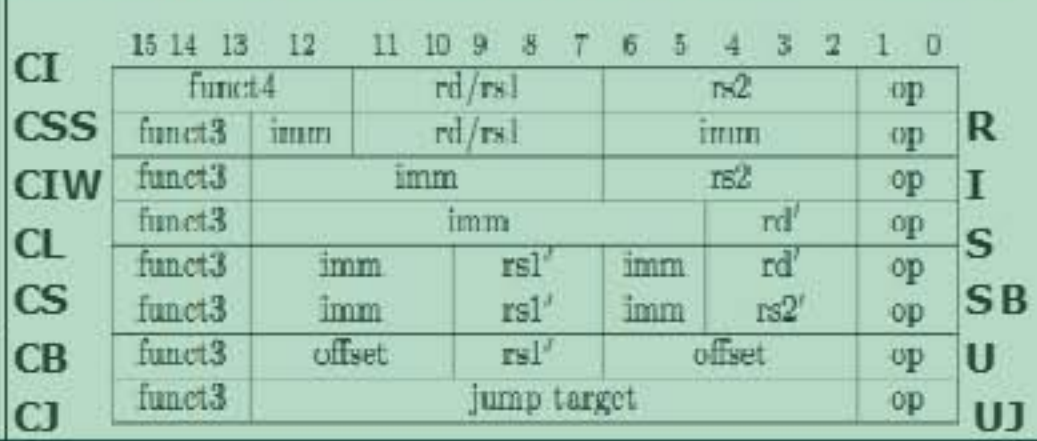 15 14 13 12 11 10 9 8 7 6 5 4 3 2 1 0
CI
funct4 rd/rs1 rs2 op
CSS funct3 imm rd/rs1 imm op R
CIW funct3 imm rs2 op I
funct3 imm rd' op
CL S
funct3 imm rs1' imm rd' op
CS funct3 imm rs1' imm rs2' op SB
CB funct3 offset rs1' offset op U
funct3 jump target op
CJ UJ